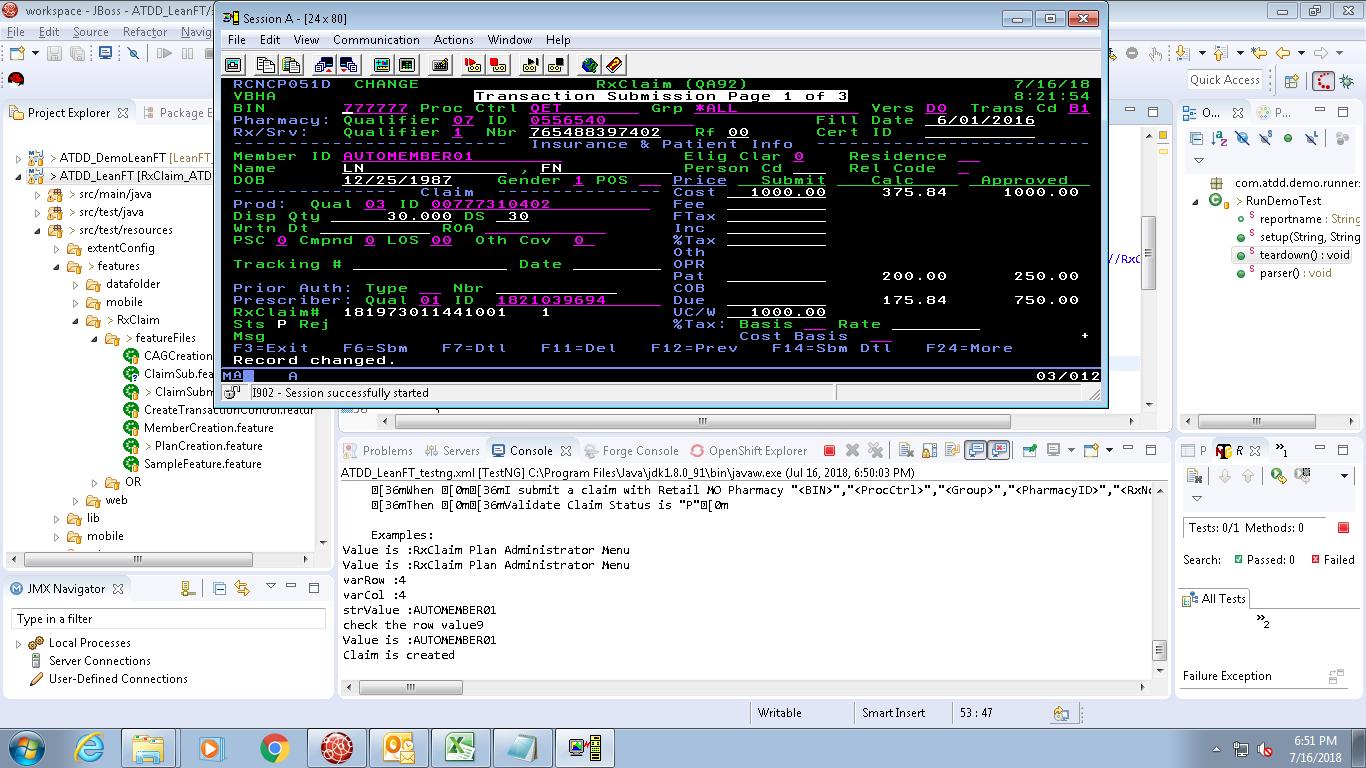 workspace - JBoss - ATDD_LeanFT/
File Edit Source Refactor Navig
Quick Access
Project Explorer Package E
> ATDD_DemoLeanFT [LeanFT_
> ATDD_LeanFT [RxClaim_ATD
> src/main/java
> src/test/java
> src/test/resources
extentConfig
> features
datafolder
mobile
> RxClaim
> featureFiles
CAGCreation
ClaimSub.fea
> ClaimSubm
CreateTransactionControl.featur
MemberCreation.feature
> PlanCreation.feature
SampleFeature.feature
OR
web
lib
mobile
Session A - [24 x 80]
File Edit View Communication Actions Window Help
RCNCP051D CHANGE RxClaim (QA92) 7/16/18
VBHA Transaction Submission Page 1 of 3 8:21:54
BIN 777777 Proc Ctrl QET Grp *ALL Vers D0 Trans Cd B1
Pharmacy: Qualifier 07 ID 0556540 Fill Date 6/01/2016
Rx/Srv: Qualifier 1 Nbr 765488397402 Rf 00 Cert ID
Insurance & Patient Info
Member ID AUTOMEMBER01 Elig Clar 0 Residence
Name LN , FN Person Cd Rel Code
DOB 12/25/1987 Gender 1 POS Price Submit Calc Approved
Claim Cost 1000.00 375.84 1000.00
Prod: Qual 03 ID 00777310402 Fee
Disp Qty 30.000 DS 30 FTax
Wrtn Dt ROA Inc
PSC 0 Cmpnd 0 LOS 00 Oth Cov 0 %Tax
Oth
Tracking # Date OPR
Pat 200.00 250.00
Prior Auth: Type Nbr COB
Prescriber: Qual 01 ID 1821039694 Due 175.84 750.00
RxClaim# 181973011441001 1 UC/W 1000.00
Sts P Rej %Tax: Basis Rate
Msg Cost Basis +
F3=Exit F6=Sbm F7=Dtl F11=Del F12=Prev F14=Sbm Dtl F24=More
Record changed.
MA A 03/012
I902 - Session successfully started
O... P...
com.atdd.demo.runner:
> RunDemoTest
reportname : String
setup(String, String
teardown() : void
parser() : void
//RxC
Problems Servers Console Forge Console OpenShift Explorer
ATDD_LeanFT_testng.xml [TestNG] C:\Program Files\Java\jdk1.8.0_91\bin\javaw.exe (Jul 16, 2018, 6:50:03 PM)
[36mWhen [0m[36mI submit a claim with Retail MO Pharmacy "<BIN>","<ProcCtrl>","<Group>","<PharmacyID>","<RxNo
[36mThen [0m[36mValidate Claim Status is "P"[0m
Examples:
Value is :RxClaim Plan Administrator Menu
Value is :RxClaim Plan Administrator Menu
varRow :4
varCol :4
strValue :AUTOMEMBER01
check the row value9
Value is :AUTOMEMBER01
Claim is created
P R »1
Tests: 0/1 Methods: 0
Search: Passed: 0 Failed
All Tests
»2
Failure Exception
JMX Navigator
Type in a filter
Local Processes
Server Connections
User-Defined Connections
Writable Smart Insert 53 : 47
6:51 PM
7/16/2018